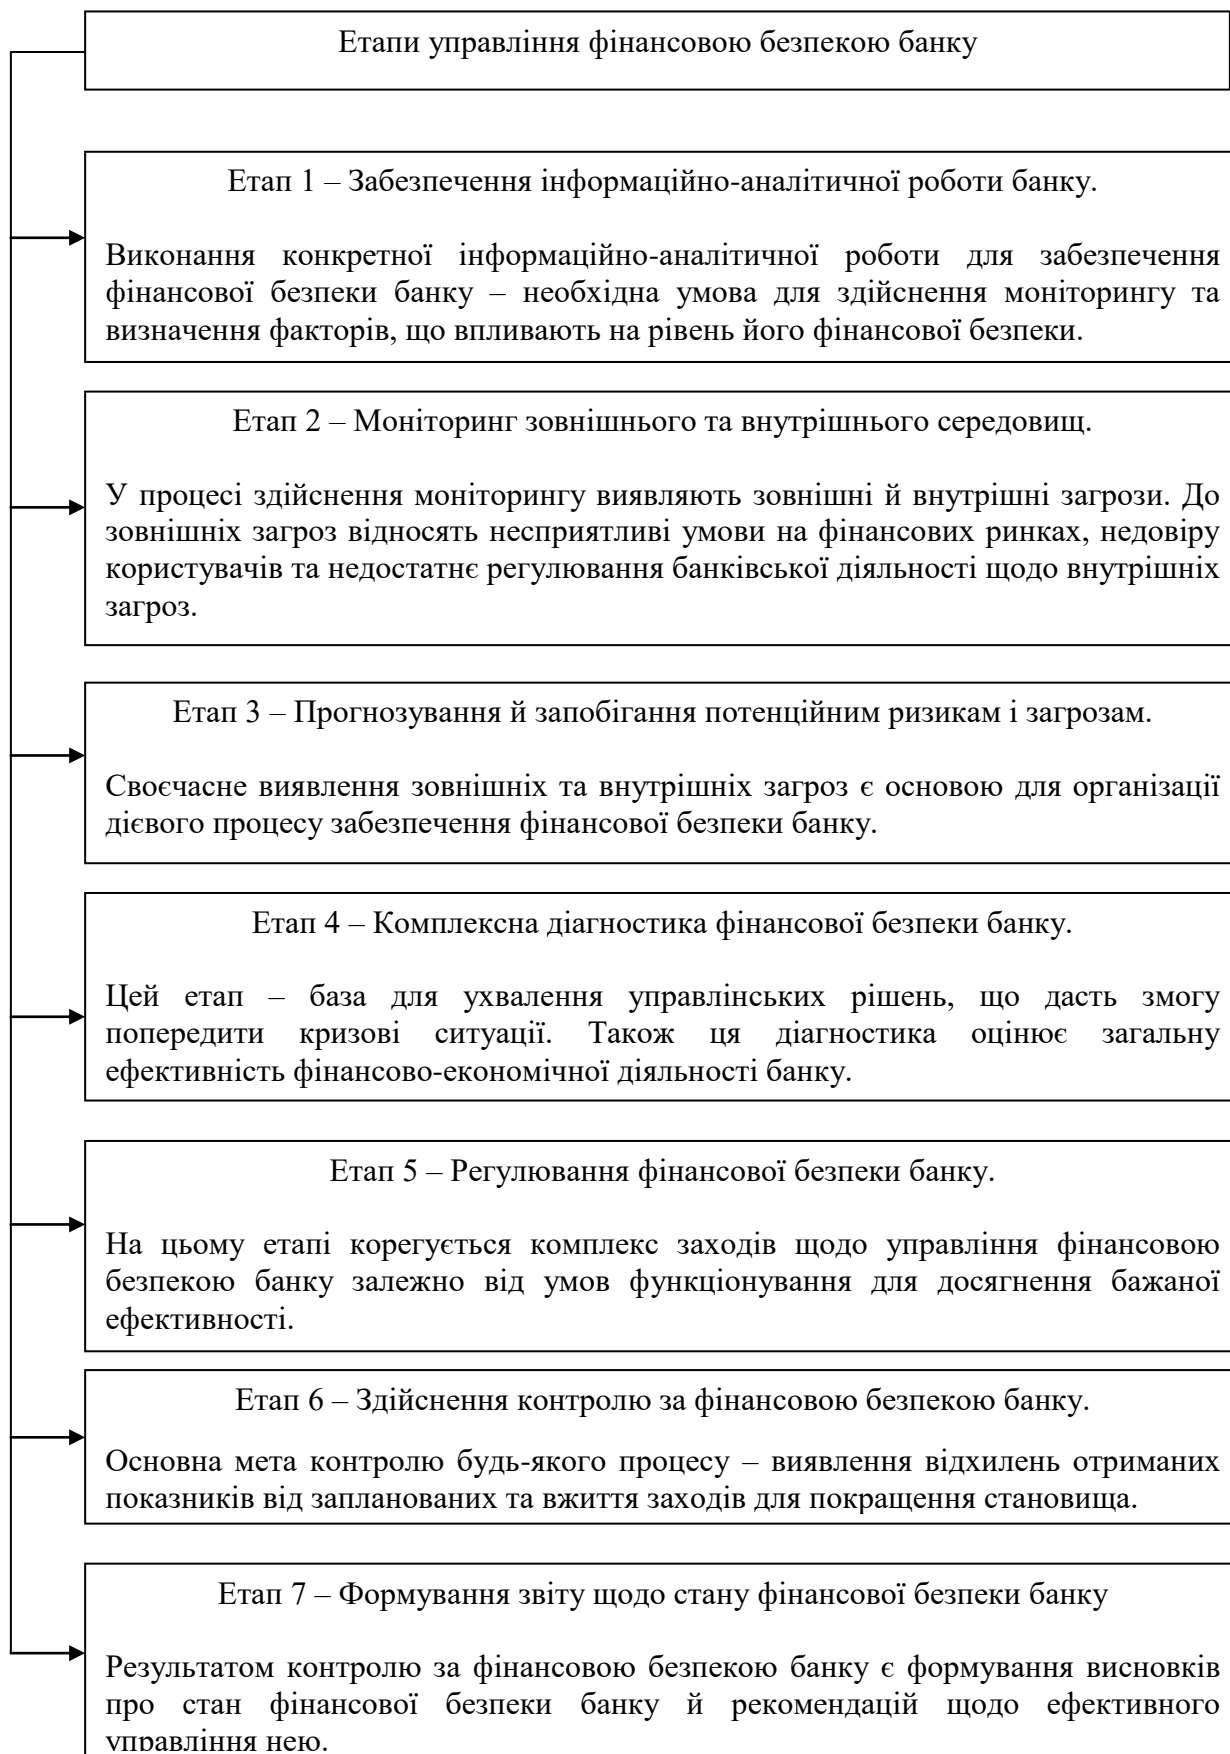 Етапи управління фінансовою безпекою банку
Етап 1 – Забезпечення інформаційно-аналітичної роботи банку.
Виконання конкретної інформаційно-аналітичної роботи для забезпечення
фінансової безпеки банку – необхідна умова для здійснення моніторингу та
визначення факторів, що впливають на рівень його фінансової безпеки.
Етап 2 – Моніторинг зовнішнього та внутрішнього середовищ.
У процесі здійснення моніторингу виявляють зовнішні й внутрішні загрози. До
зовнішніх загроз відносять несприятливі умови на фінансових ринках, недовіру
користувачів та недостатнє регулювання банківської діяльності щодо внутрішніх
загроз.
Етап 3 – Прогнозування й запобігання потенційним ризикам і загрозам.
Своєчасне виявлення зовнішніх та внутрішніх загроз є основою для організації
дієвого процесу забезпечення фінансової безпеки банку.
Етап 4 – Комплексна діагностика фінансової безпеки банку.
Цей етап – база для ухвалення управлінських рішень, що дасть змогу
попередити кризові ситуації. Також ця діагностика оцінює загальну
ефективність фінансово-економічної діяльності банку.
Етап 5 – Регулювання фінансової безпеки банку.
На цьому етапі корегується комплекс заходів щодо управління фінансовою
безпекою банку залежно від умов функціонування для досягнення бажаної
ефективності.
Етап 6 – Здійснення контролю за фінансовою безпекою банку.
Основна мета контролю будь-якого процесу – виявлення відхилень отриманих
показників від запланованих та вжиття заходів для покращення становища.
Етап 7 – Формування звіту щодо стану фінансової безпеки банку
Результатом контролю за фінансовою безпекою банку є формування висновків
про стан фінансової безпеки банку й рекомендацій щодо ефективного
управління нею.